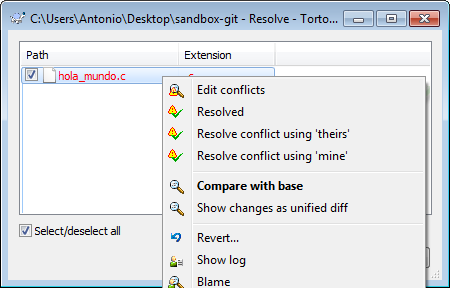 C:\Users\Antonio\Desktop\sandbox-git - Resolve - Torto...
Path Extension
hola_mundo.c .c
Edit conflicts
Resolved
Resolve conflict using 'theirs'
Resolve conflict using 'mine'
Compare with base
Show changes as unified diff
Select/deselect all
Revert...
Show log
Blame